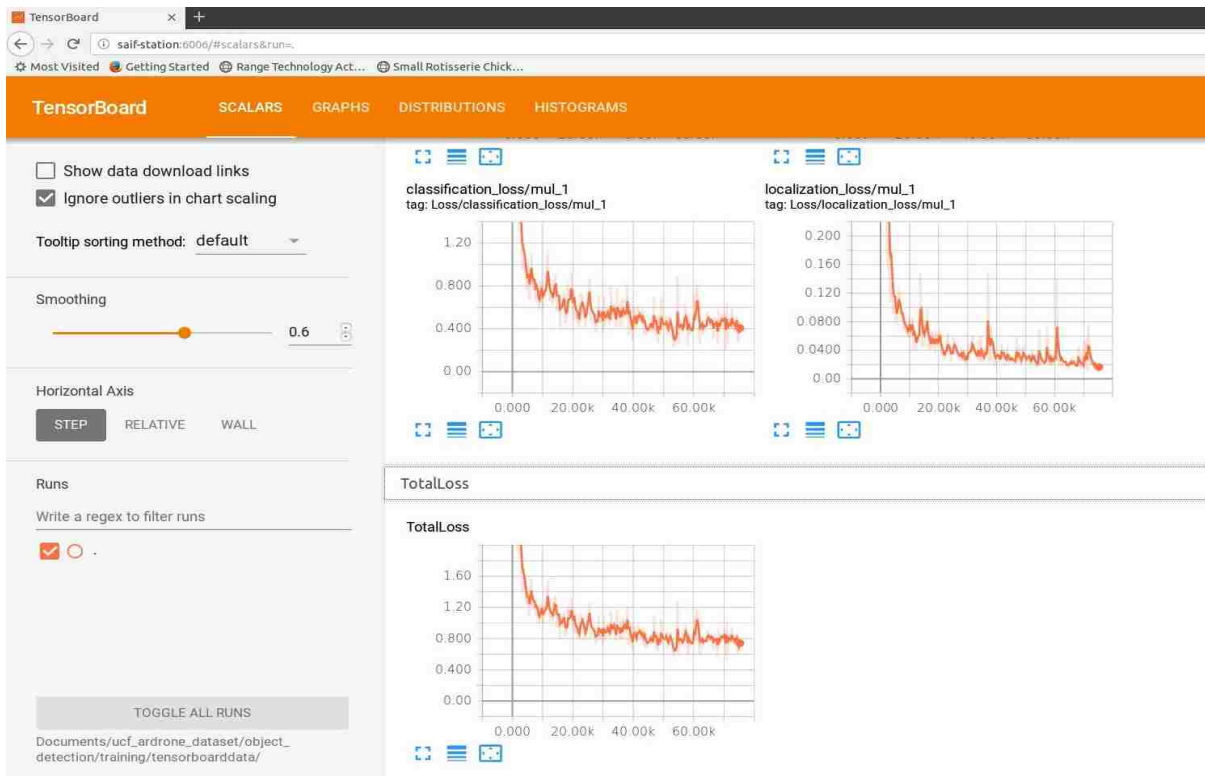 TensorBoard × +
saif-station:6006/#scalars&run=.
Most Visited Getting Started Range Technology Act... Small Rotisserie Chick...
TensorBoard SCALARS GRAPHS DISTRIBUTIONS HISTOGRAMS
Show data download links
Ignore outliers in chart scaling
Tooltip sorting method: default
Smoothing
0.6
Horizontal Axis
STEP RELATIVE WALL
Runs
Write a regex to filter runs
.
TOGGLE ALL RUNS
Documents/ucf_ardrone_dataset/object_
detection/training/tensorboarddata/
classification_loss/mul_1
tag: Loss/classification_loss/mul_1
1.20
0.800
0.400
0.00
0.000 20.00k 40.00k 60.00k
localization_loss/mul_1
tag: Loss/localization_loss/mul_1
0.200
0.160
0.120
0.0800
0.0400
0.00
0.000 20.00k 40.00k 60.00k
TotalLoss
TotalLoss
1.60
1.20
0.800
0.400
0.00
0.000 20.00k 40.00k 60.00k